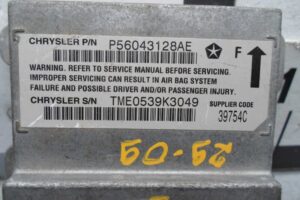 CHRYSLER P/N P56043128AE
F
WARNING. REFER TO SERVICE MANUAL BEFORE SERVICING.
IMPROPER SERVICING CAN RESULT IN AIR BAG SYSTEM
FAILURE AND POSSIBLE DRIVER AND/OR PASSENGER INJURY.
CHRYSLER S/N TME0539K3049
SUPPLIER CODE
39754C
29-09